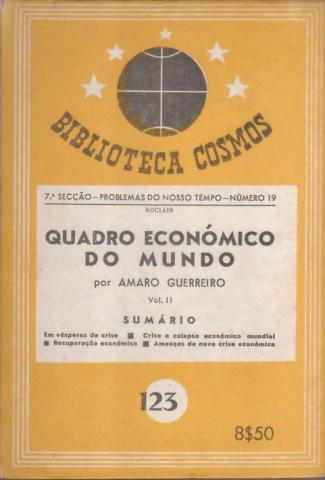 BIBLIOTECA COSMOS
7.ª SECÇÃO—PROBLEMAS DO NOSSO TEMPO—NÚMERO 19
SOCIAIS
QUADRO ECONÓMICO
DO MUNDO
por AMARO GUERREIRO
Vol. II
SUMÁRIO
Em vésperas de crise ■ Crise e colapso económico mundial
■ Recuperação económica ■ Ameaças de nova crise económica
123
8$50